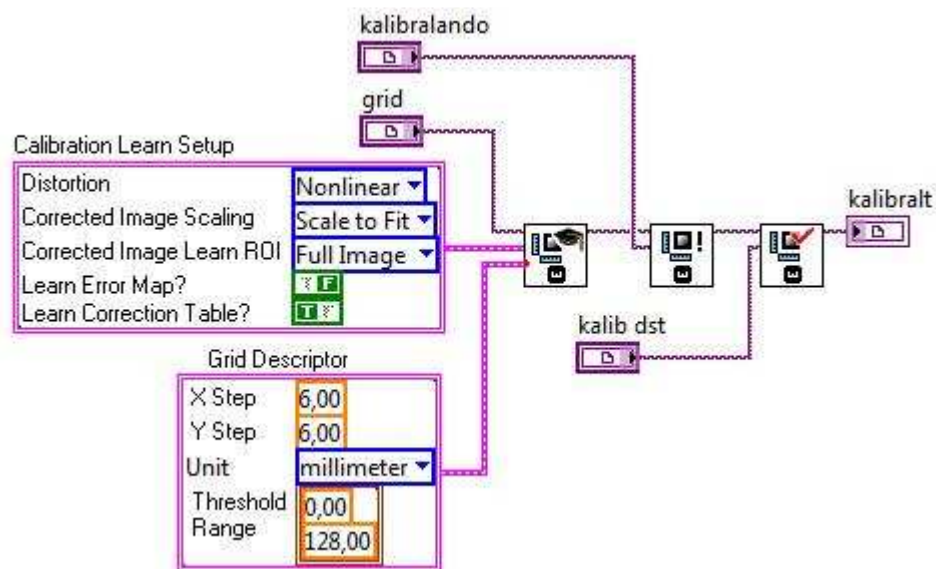 kalibralando
grid
Calibration Learn Setup
Distortion Nonlinear
Corrected Image Scaling Scale to Fit
Corrected Image Learn ROI Full Image
Learn Error Map? F
Learn Correction Table? T
kalibralt
kalib dst
Grid Descriptor
X Step 6,00
Y Step 6,00
Unit millimeter
Threshold 0,00
Range 128,00